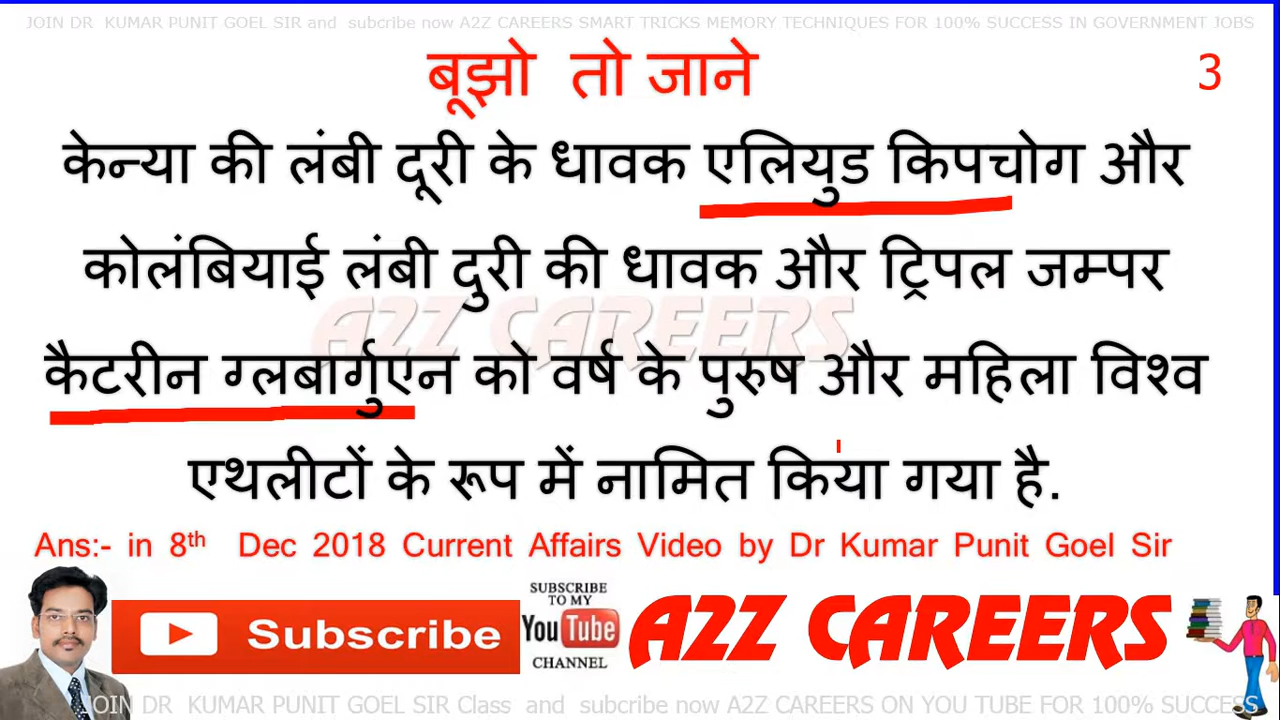 JOIN DR KUMAR PUNIT GOEL SIR and subcribe now A2Z CAREERS SMART TRICKS MEMORY TECHNIQUES FOR 100% SUCCESS IN GOVERNMENT JOBS
बूझो तो जाने
3
केन्या की लंबी दूरी के धावक एलियुड किपचोग और
कोलंबियाई लंबी दुरी की धावक और ट्रिपल जम्पर
A2Z CAREERS
कैटरीन ग्लबार्गुएन को वर्ष के पुरुष और महिला विश्व
एथलीटों के रूप में नामित किया गया है.
Ans:- in 8th Dec 2018 Current Affairs Video by Dr Kumar Punit Goel Sir
Subscribe
SUBSCRIBE
TO MY
YouTube
CHANNEL
A2Z CAREERS
JOIN DR KUMAR PUNIT GOEL SIR Class and subcribe now A2Z CAREERS ON YOU TUBE FOR 100% SUCCESS